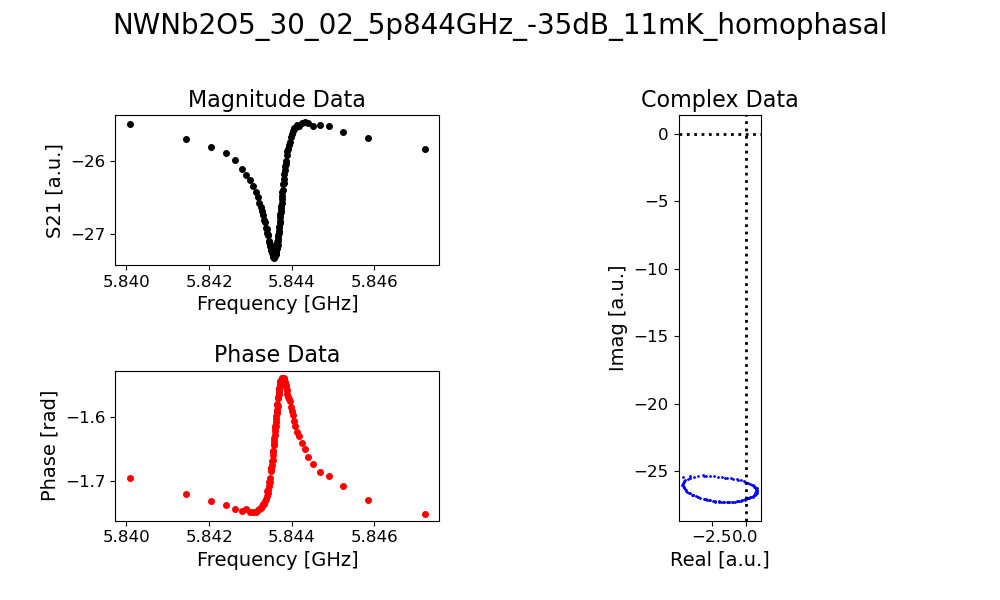 NWNb2O5_30_02_5p844GHz_-35dB_11mK_homophasal
Magnitude Data
S21 [a.u.]
−26
−27
5.840 5.842 5.844 5.846
Frequency [GHz]
Phase Data
Phase [rad]
−1.6
−1.7
5.840 5.842 5.844 5.846
Frequency [GHz]
Complex Data
Imag [a.u.]
0
−5
−10
−15
−20
−25
−2.50.0
Real [a.u.]